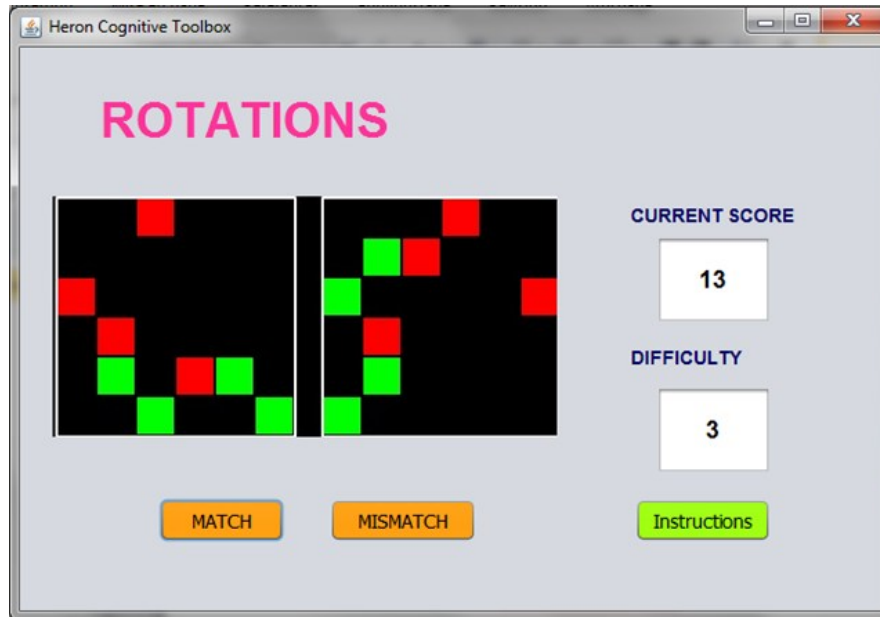 Heron Cognitive Toolbox
ROTATIONS
CURRENT SCORE
13
DIFFICULTY
3
MATCH MISMATCH Instructions